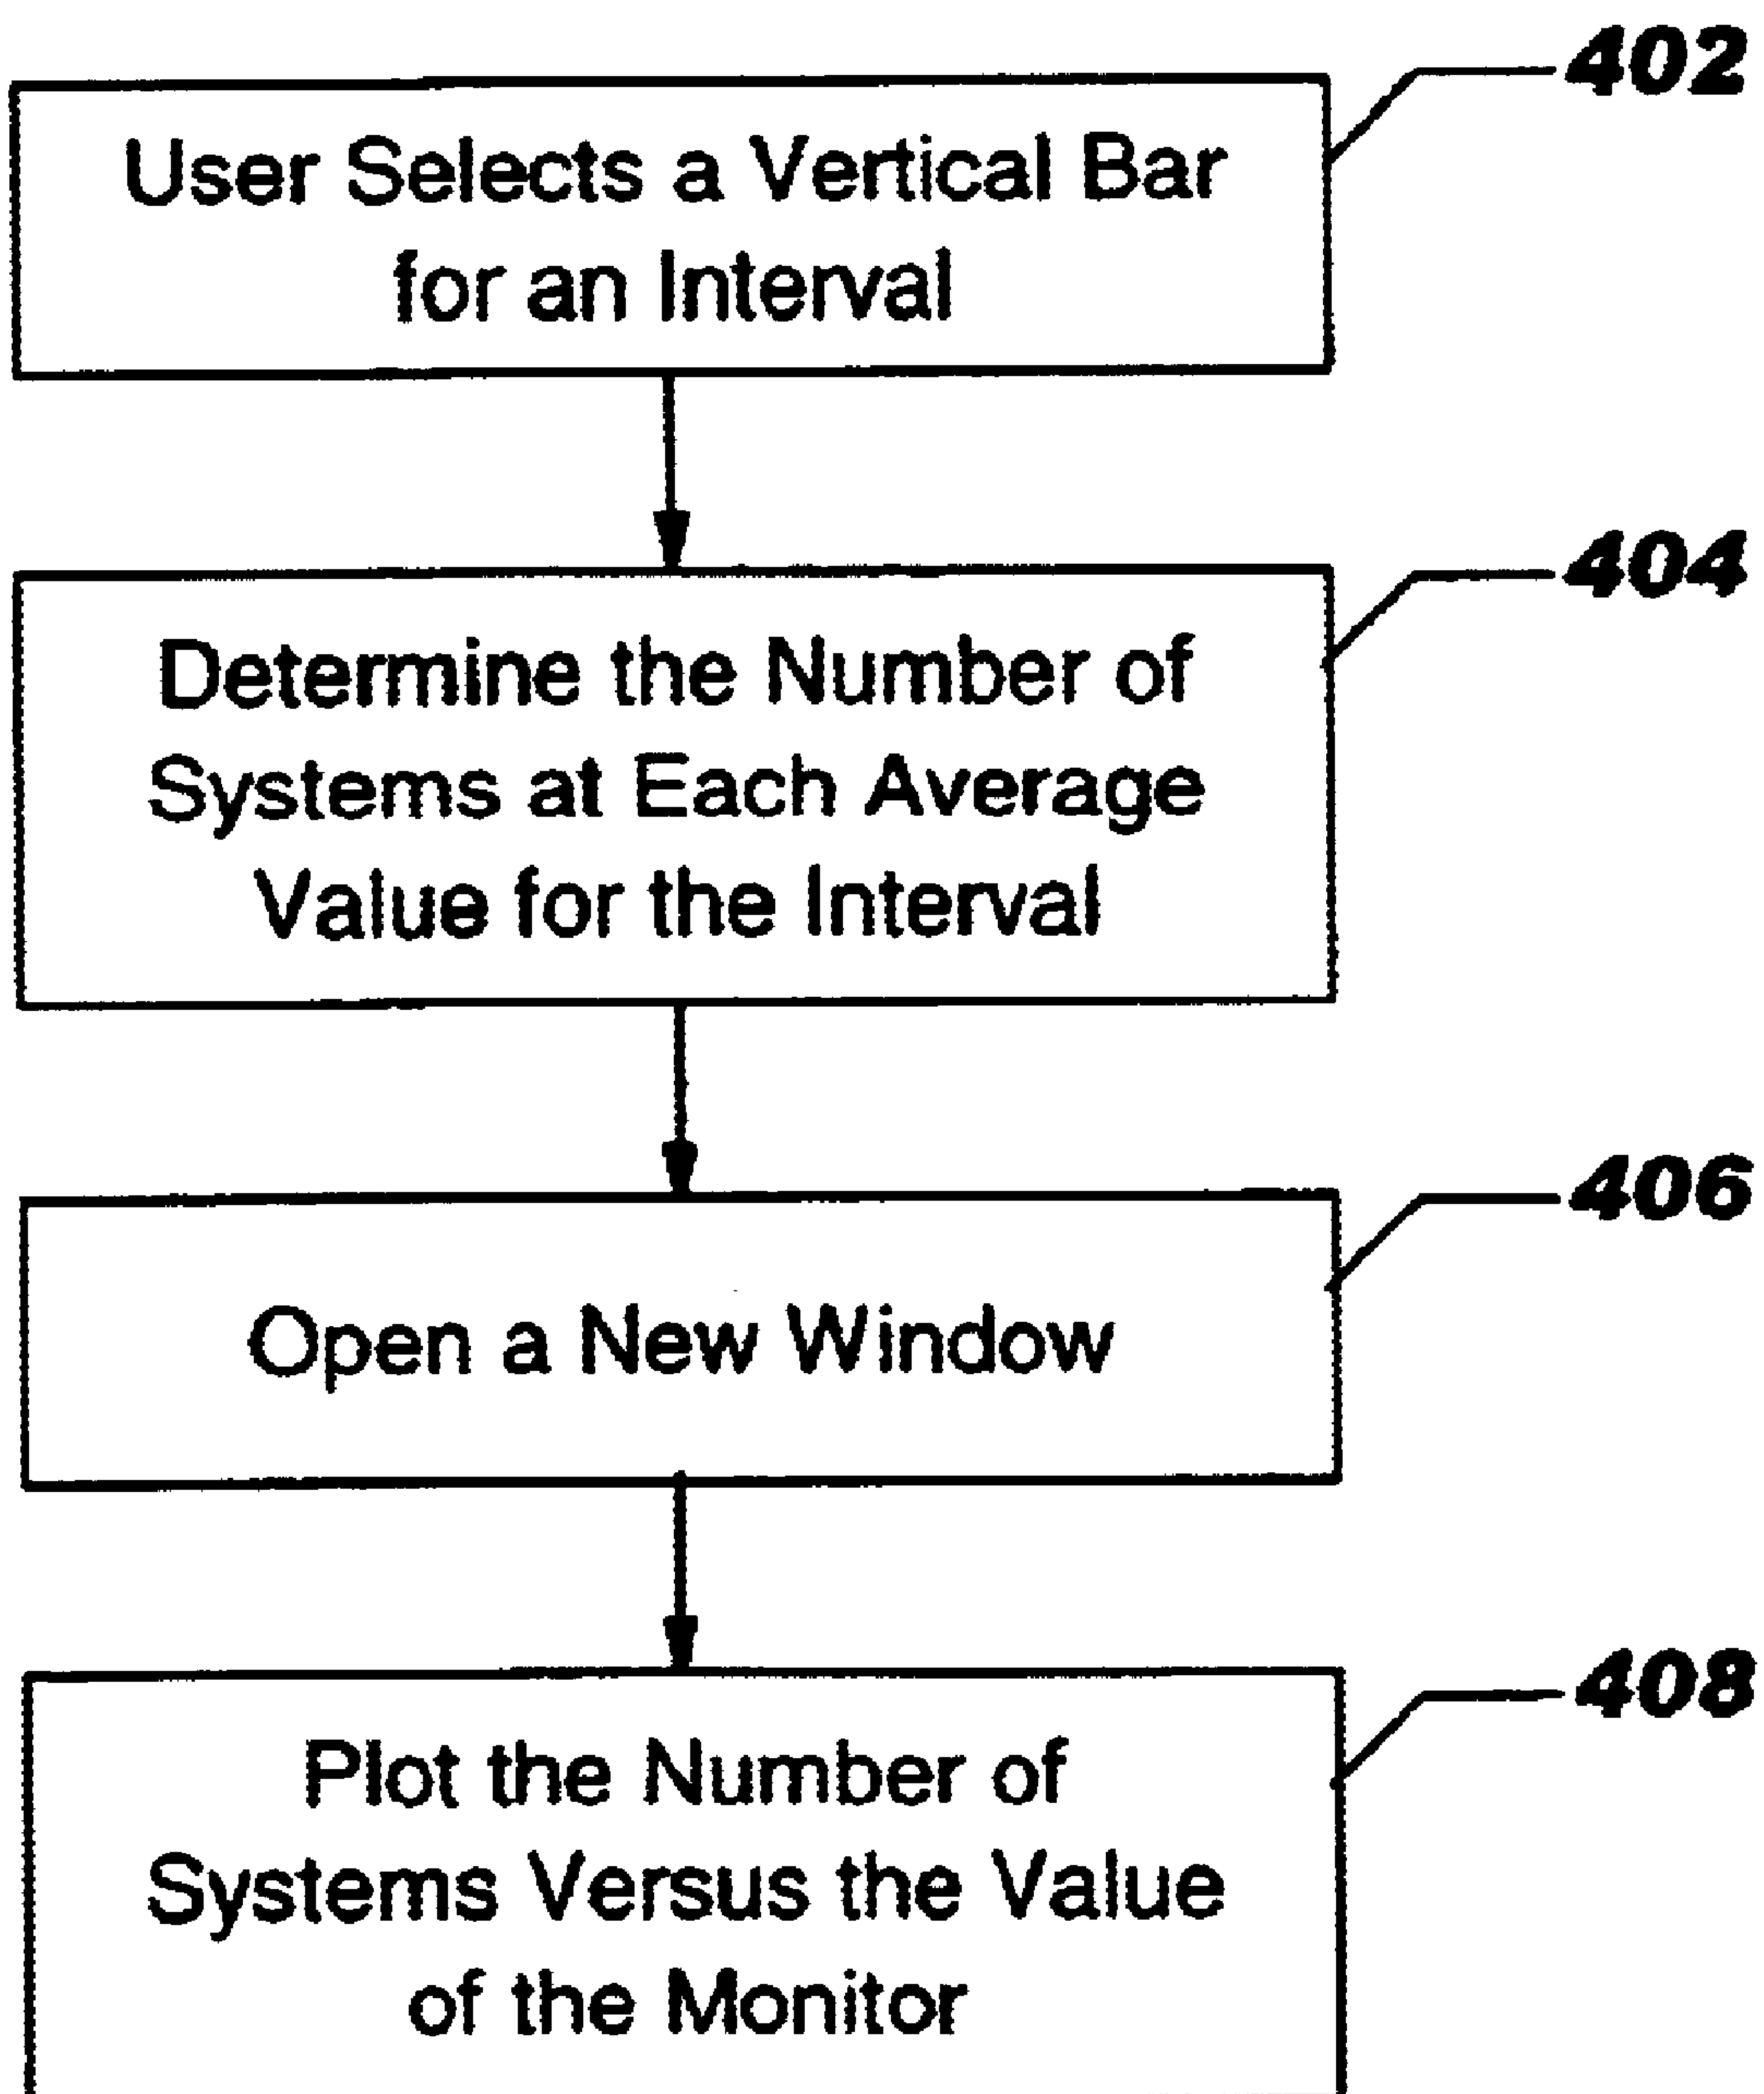 402
User Selects a Vertical Bar
for an Interval
404
Determine the Number of
Systems at Each Average
Value for the Interval
406
Open a New Window
408
Plot the Number of
Systems Versus the Value
of the Monitor